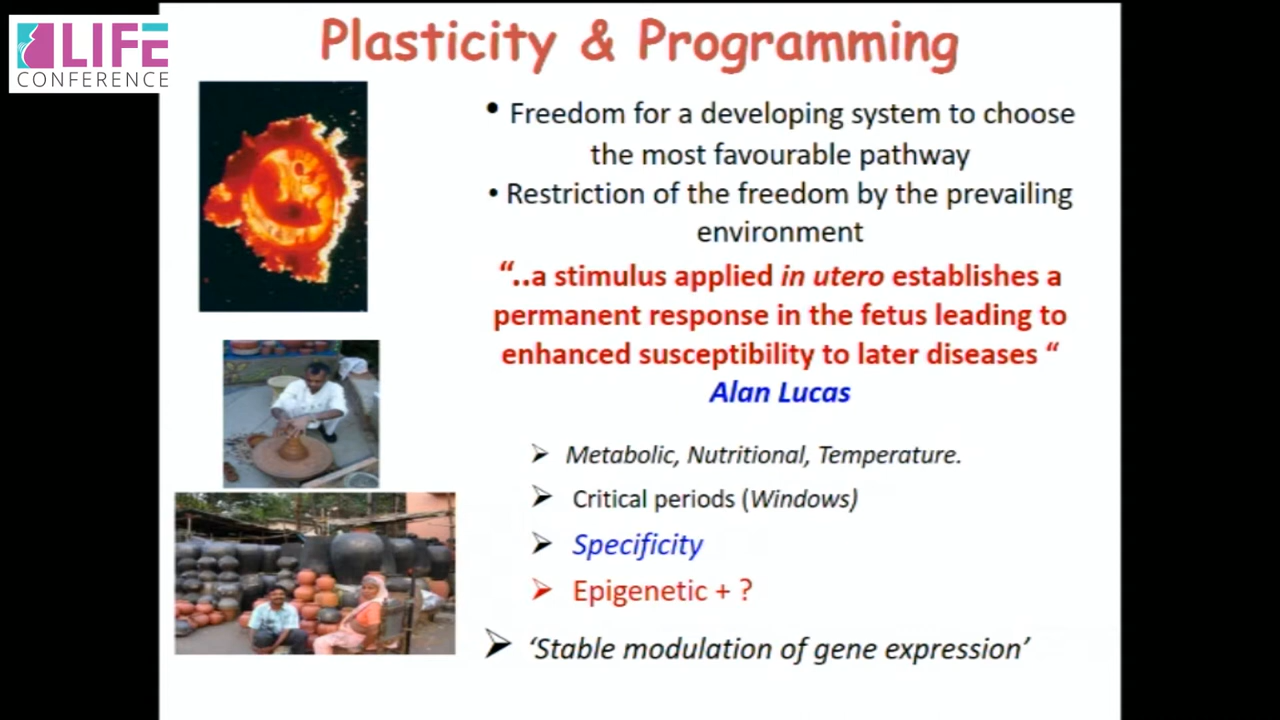 LIFE
CONFERENCE
Plasticity & Programming
• Freedom for a developing system to choose
the most favourable pathway
• Restriction of the freedom by the prevailing
environment
“..a stimulus applied in utero establishes a
permanent response in the fetus leading to
enhanced susceptibility to later diseases “
Alan Lucas
➢ Metabolic, Nutritional, Temperature.
➢ Critical periods (Windows)
➢ Specificity
➢ Epigenetic + ?
➢ ‘Stable modulation of gene expression’